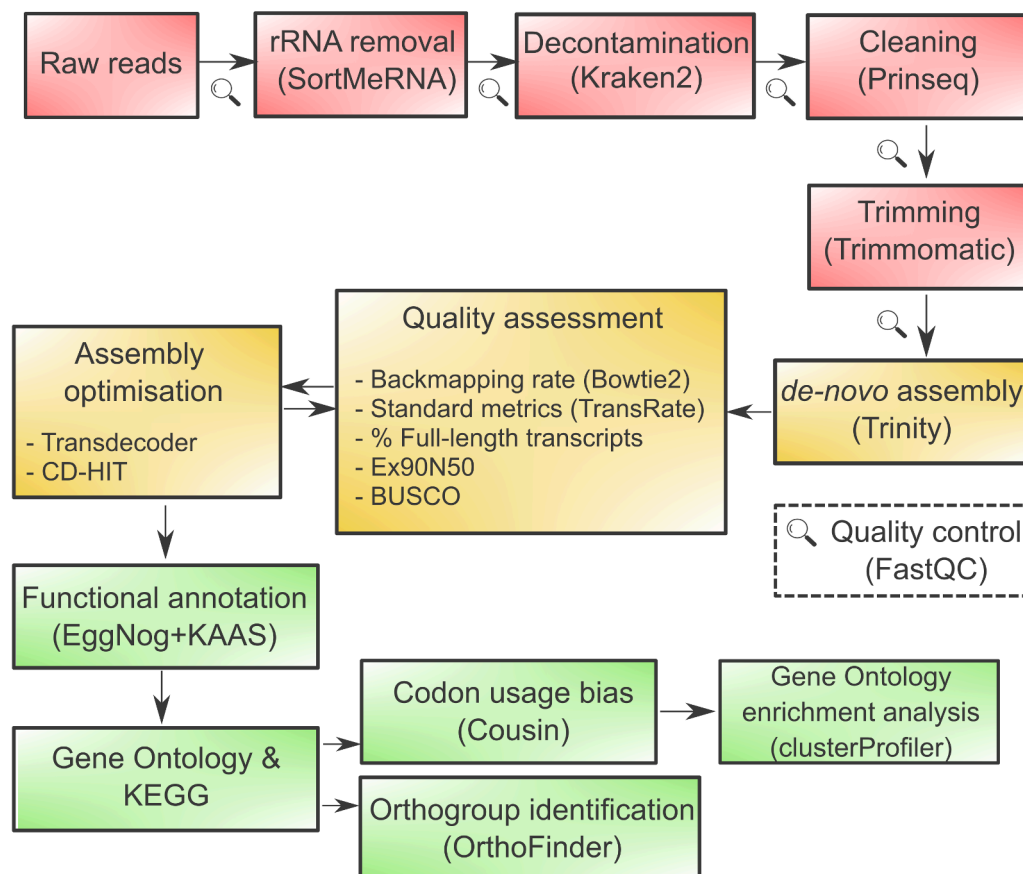 Raw reads
rRNA removal
(SortMeRNA)
Decontamination
(Kraken2)
Cleaning
(Prinseq)
Trimming
(Trimmomatic)
de-novo assembly
(Trinity)
Quality assessment
- Backmapping rate (Bowtie2)
- Standard metrics (TransRate)
- % Full-length transcripts
- Ex90N50
- BUSCO
Assembly
optimisation
- Transdecoder
- CD-HIT
Quality control
(FastQC)
Functional annotation
(EggNog+KAAS)
Gene Ontology &
KEGG
Codon usage bias
(Cousin)
Gene Ontology
enrichment analysis
(clusterProfiler)
Orthogroup identification
(OrthoFinder)